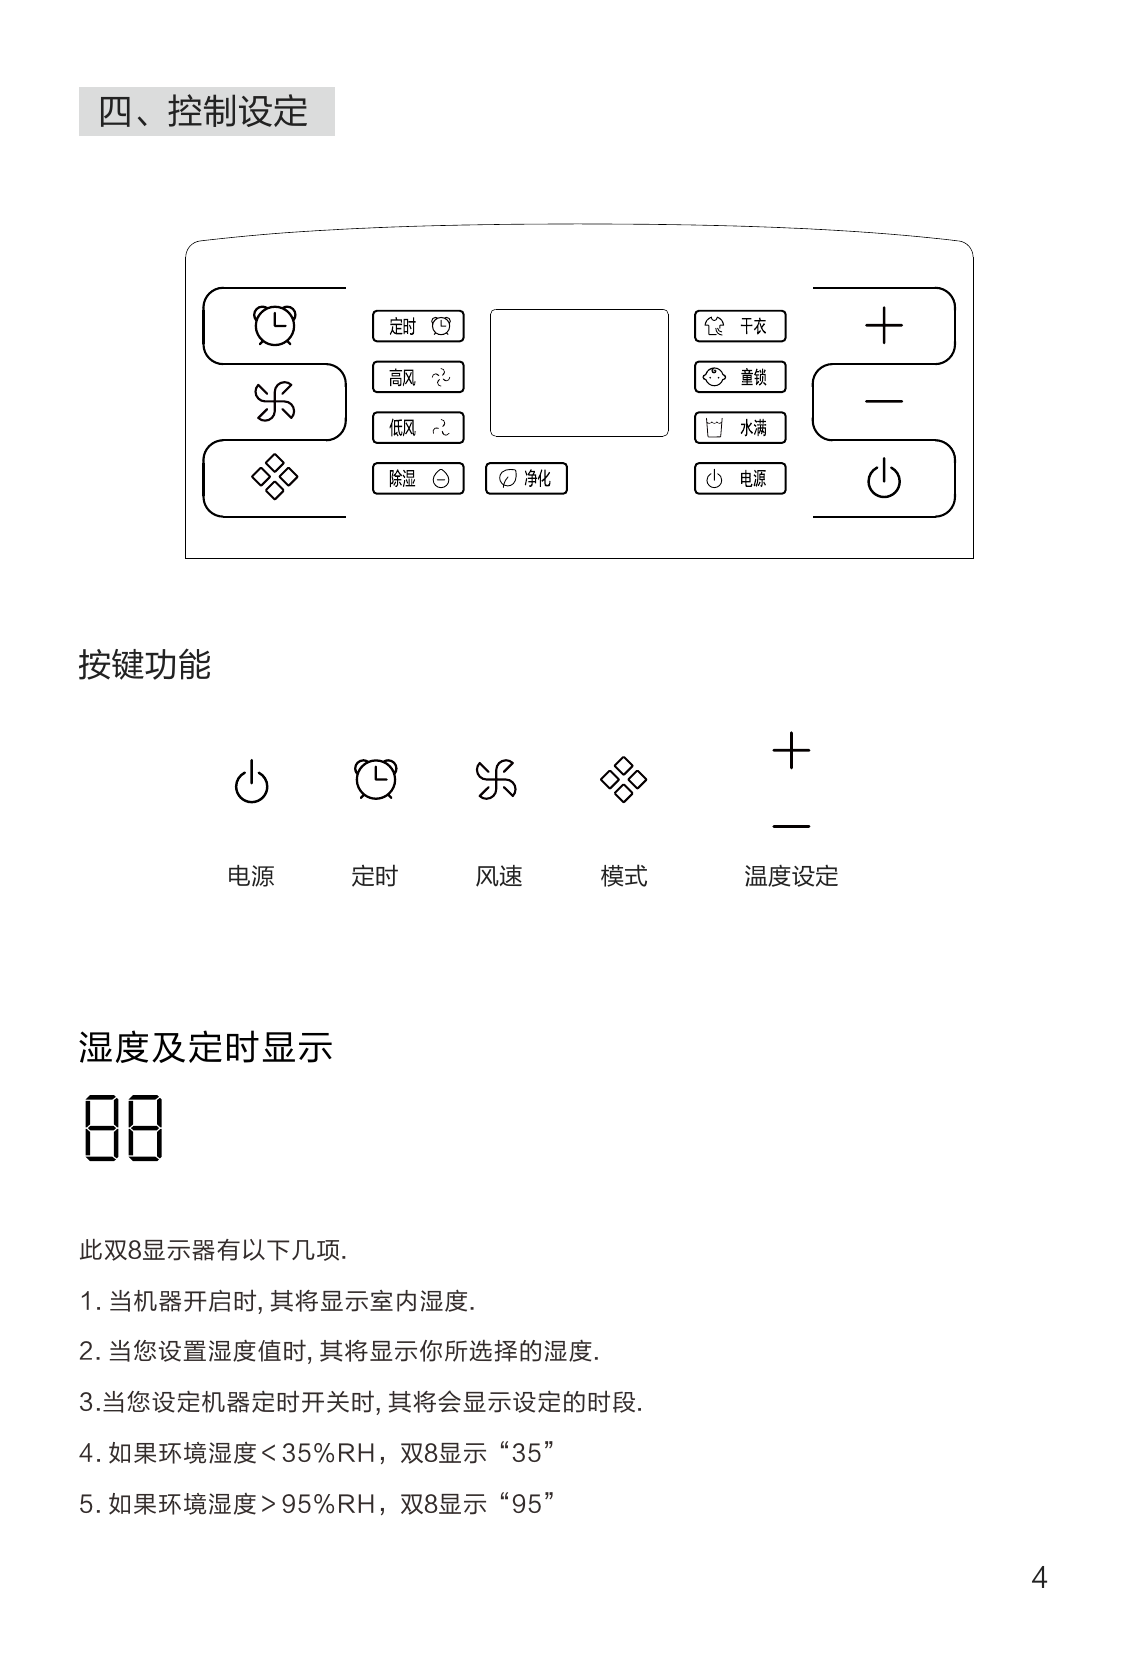 四、控制设定
定时
高风
低风
除湿
净化
干衣
童锁
水满
电源
按键功能
电源 定时 风速 模式 温度设定
湿度及定时显示
88
此双8显示器有以下几项.
1. 当机器开启时, 其将显示室内湿度.
2. 当您设置湿度值时, 其将显示你所选择的湿度.
3.当您设定机器定时开关时, 其将会显示设定的时段.
4. 如果环境湿度＜35%RH，双8显示“35”
5. 如果环境湿度＞95%RH，双8显示“95”
4